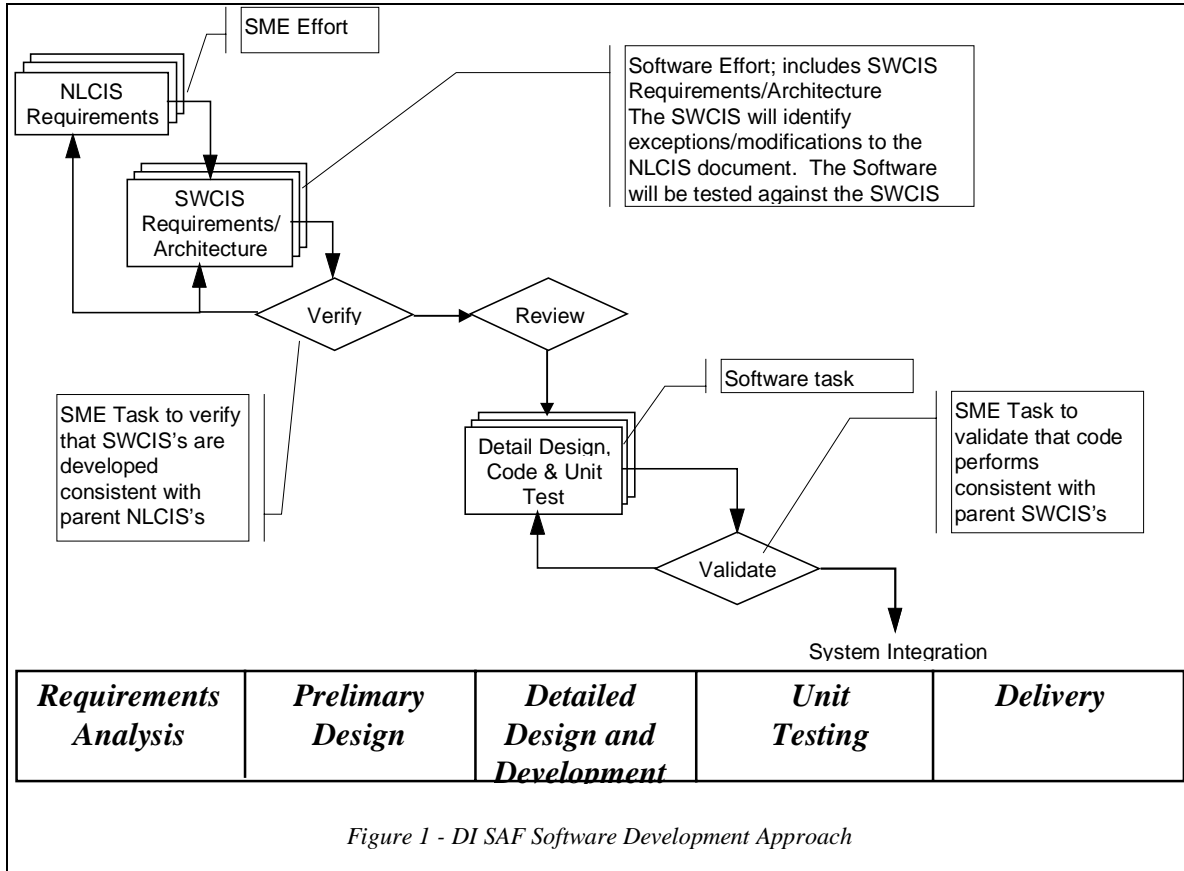 SME Effort
NLCIS
Requirements
Software Effort; includes SWCIS
Requirements/Architecture
The SWCIS will identify
exceptions/modifications to the
NLCIS document.  The Software
will be tested against the SWCIS
SWCIS
Requirements/
Architecture
Verify
Review
SME Task to verify
that SWCIS's are
developed
consistent with
parent NLCIS's
Software task
Detail Design,
Code & Unit
Test
SME Task to
validate that code
performs
consistent with
parent SWCIS's
Validate
System Integration
Requirements
Analysis
Prelimary
Design
Detailed
Design and
Development
Unit
Testing
Delivery
Figure 1 - DI SAF Software Development Approach